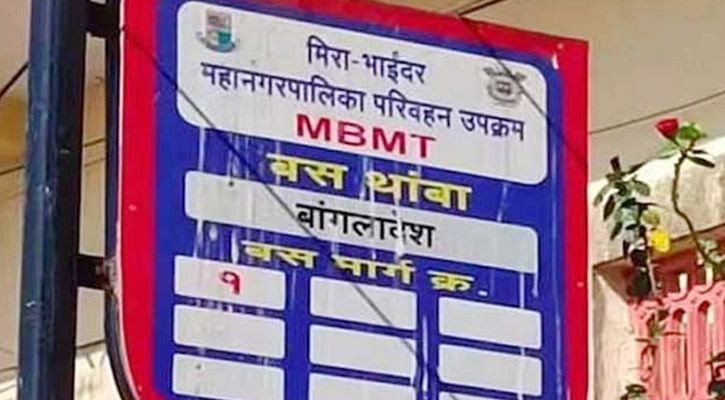 मिरा-भाईंदर
महानगरपालिका परिवहन उपक्रम
MBMT
बस थांबा
बांगलादेश
बस मार्ग क्र.
१